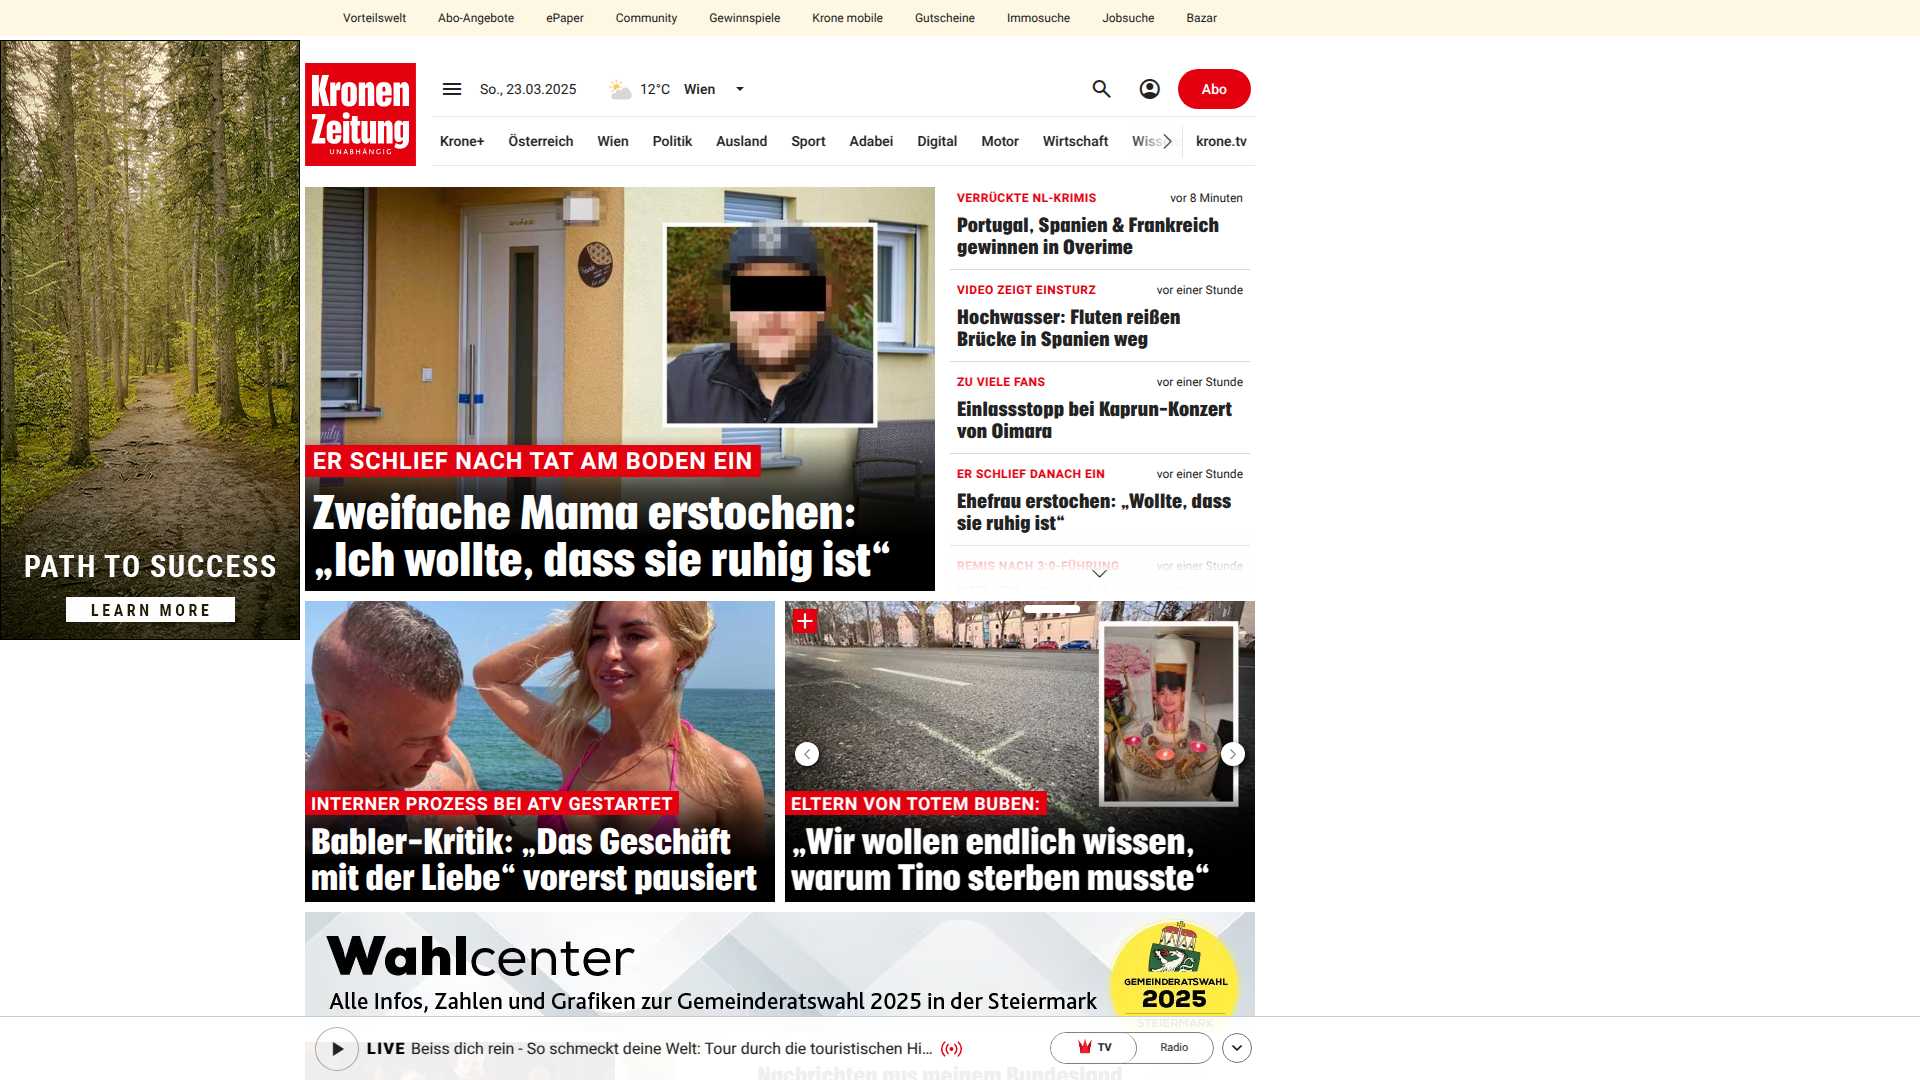 Vorteilswelt Abo-Angebote ePaper Community Gewinnspiele Krone mobile Gutscheine Immosuche Jobsuche Bazar
Kronen
Zeitung
UNABHÄNGIG
So., 23.03.2025 12°C Wien Abo
Krone+ Österreich Wien Politik Ausland Sport Adabei Digital Motor Wirtschaft Wiss krone.tv
PATH TO SUCCESS
LEARN MORE
ER SCHLIEF NACH TAT AM BODEN EIN
Zweifache Mama erstochen:
„Ich wollte, dass sie ruhig ist“
VERRÜCKTE NL-KRIMIS vor 8 Minuten
Portugal, Spanien & Frankreich
gewinnen in Overime
VIDEO ZEIGT EINSTURZ vor einer Stunde
Hochwasser: Fluten reißen
Brücke in Spanien weg
ZU VIELE FANS vor einer Stunde
Einlassstopp bei Kaprun-Konzert
von Oimara
ER SCHLIEF DANACH EIN vor einer Stunde
Ehefrau erstochen: „Wollte, dass
sie ruhig ist“
REMIS NACH 3:0-FÜHRUNG vor einer Stunde
INTERNER PROZESS BEI ATV GESTARTET
Babler-Kritik: „Das Geschäft
mit der Liebe“ vorerst pausiert
ELTERN VON TOTEM BUBEN:
„Wir wollen endlich wissen,
warum Tino sterben musste“
Wahlcenter
Alle Infos, Zahlen und Grafiken zur Gemeinderatswahl 2025 in der Steiermark
GEMEINDERATSWAHL
2025
STEIERMARK
LIVE Beiss dich rein - So schmeckt deine Welt: Tour durch die touristischen Hi... TV Radio
Nachrichten aus meinem Bundesland